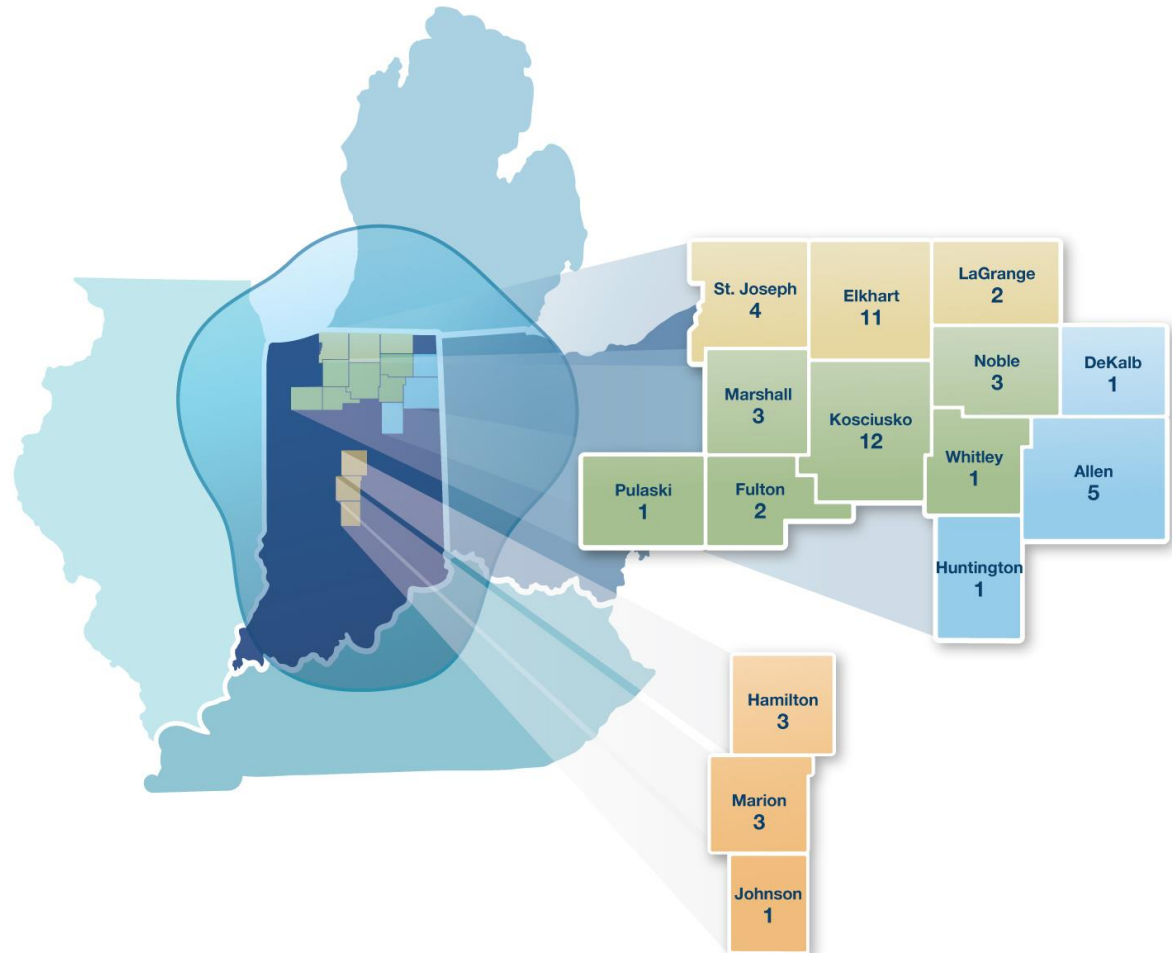 St. Joseph
4
Elkhart
11
LaGrange
2
Marshall
3
Kosciusko
12
Noble
3
DeKalb
1
Pulaski
1
Fulton
2
Whitley
1
Allen
5
Huntington
1
Hamilton
3
Marion
3
Johnson
1